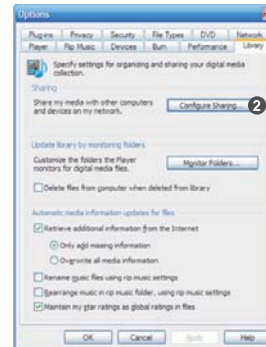 Options
Plug-ins Privacy Security File Types DVD Network
Player Rip Music Devices Burn Performance Library
Specify settings for organizing and sharing your digital media
collection.
Sharing
Share my media with other computers
and devices on my network.
Configure Sharing...
2
Update library by monitoring folders
Customize the folders the Player
monitors for digital media files.
Monitor Folders...
Delete files from computer when deleted from library
Automatic media information updates for files
Retrieve additional information from the Internet
Only add missing information
Overwrite all media information
Rename music files using rip music settings
Rearrange music in rip music folder, using rip music settings
Maintain my star ratings as global ratings in files
OK Cancel Apply Help